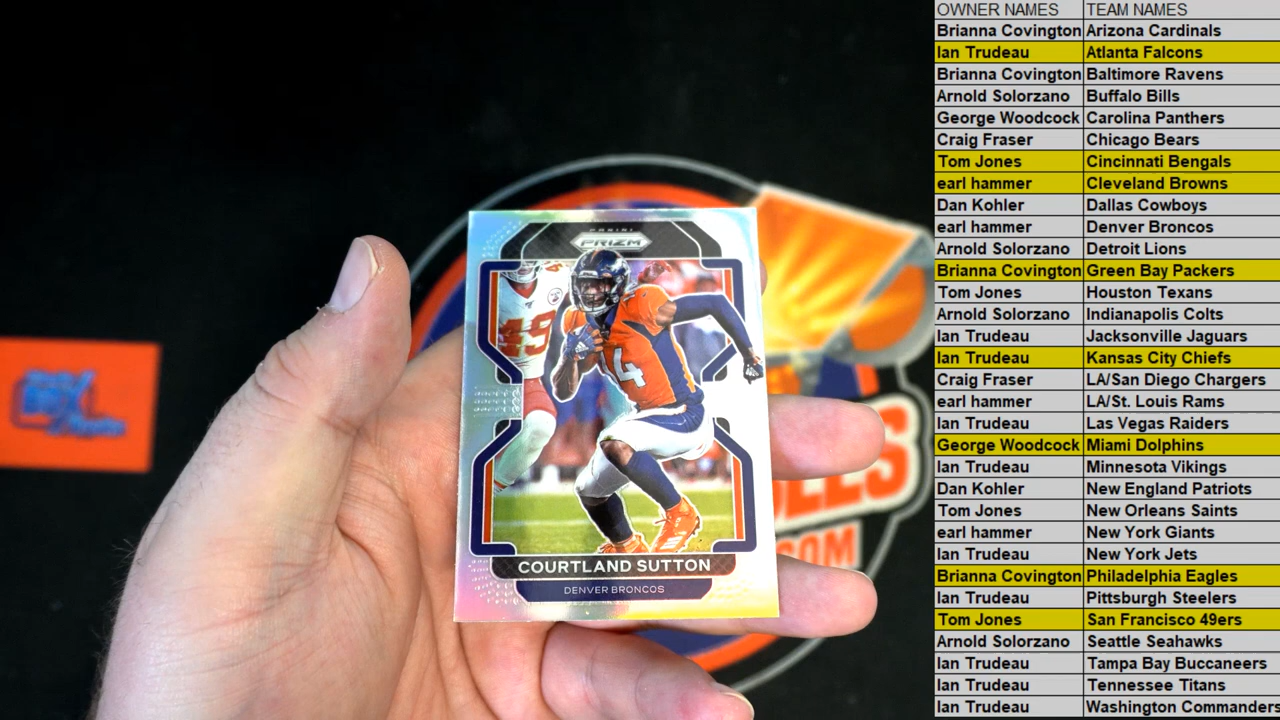 OWNER NAMES TEAM NAMES
Brianna Covington Arizona Cardinals
Ian Trudeau Atlanta Falcons
Brianna Covington Baltimore Ravens
Arnold Solorzano Buffalo Bills
George Woodcock Carolina Panthers
Craig Fraser Chicago Bears
Tom Jones Cincinnati Bengals
earl hammer Cleveland Browns
Dan Kohler Dallas Cowboys
earl hammer Denver Broncos
Arnold Solorzano Detroit Lions
Brianna Covington Green Bay Packers
Tom Jones Houston Texans
Arnold Solorzano Indianapolis Colts
Ian Trudeau Jacksonville Jaguars
Ian Trudeau Kansas City Chiefs
Craig Fraser LA/San Diego Chargers
earl hammer LA/St. Louis Rams
Ian Trudeau Las Vegas Raiders
George Woodcock Miami Dolphins
Ian Trudeau Minnesota Vikings
Dan Kohler New England Patriots
Tom Jones New Orleans Saints
earl hammer New York Giants
Ian Trudeau New York Jets
Brianna Covington Philadelphia Eagles
Ian Trudeau Pittsburgh Steelers
Tom Jones San Francisco 49ers
Arnold Solorzano Seattle Seahawks
Ian Trudeau Tampa Bay Buccaneers
Ian Trudeau Tennessee Titans
Ian Trudeau Washington Commanders
PANINI
PRIZM
49
14
COURTLAND SUTTON
DENVER BRONCOS